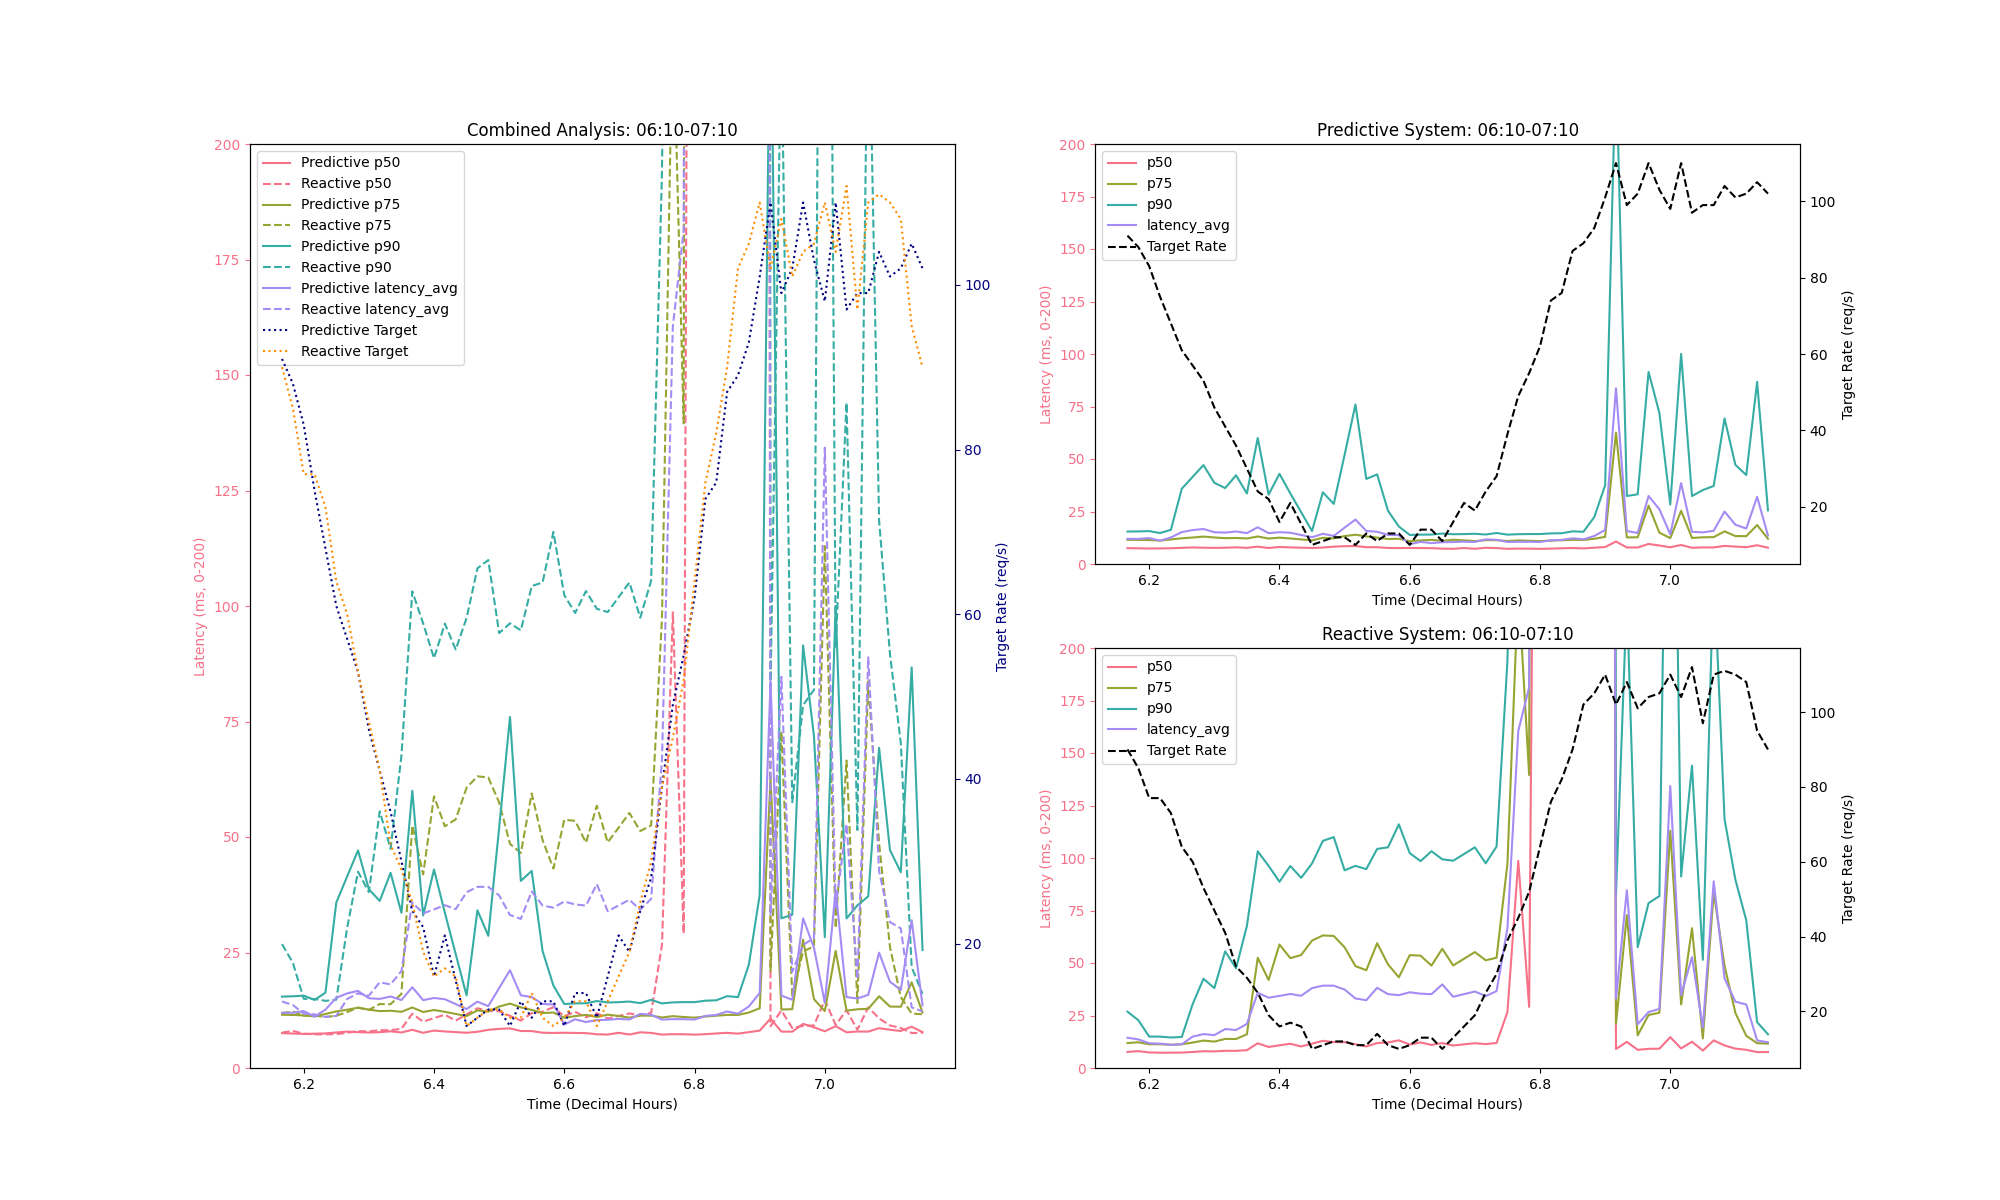 Combined Analysis: 06:10-07:10
Latency (ms, 0-200)
200
175
150
125
100
75
50
25
0
Predictive p50
Reactive p50
Predictive p75
Reactive p75
Predictive p90
Reactive p90
Predictive latency_avg
Reactive latency_avg
Predictive Target
Reactive Target
100
80
60
40
20
Target Rate (req/s)
6.2 6.4 6.6 6.8 7.0
Time (Decimal Hours)
Predictive System: 06:10-07:10
Latency (ms, 0-200)
200
175
150
125
100
75
50
25
0
p50
p75
p90
latency_avg
Target Rate
100
80
60
40
20
Target Rate (req/s)
6.2 6.4 6.6 6.8 7.0
Time (Decimal Hours)
Reactive System: 06:10-07:10
Latency (ms, 0-200)
200
175
150
125
100
75
50
25
0
p50
p75
p90
latency_avg
Target Rate
100
80
60
40
20
Target Rate (req/s)
6.2 6.4 6.6 6.8 7.0
Time (Decimal Hours)